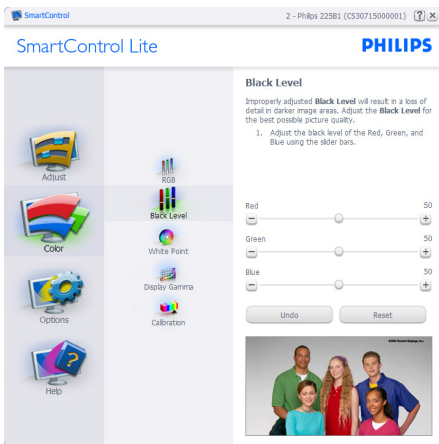 SmartControl
2 - Philips 225B1 (CS30715000001)
SmartControl Lite
PHILIPS
Adjust
Color
Options
Help
RGB
Black Level
White Point
Display Gamma
Calibration
Black Level
Improperly adjusted Black Level will result in a loss of
detail in darker image areas. Adjust the Black Level for
the best possible picture quality.
1. Adjust the black level of the Red, Green, and
Blue using the slider bars.
Red 50
Green 50
Blue 50
Undo Reset